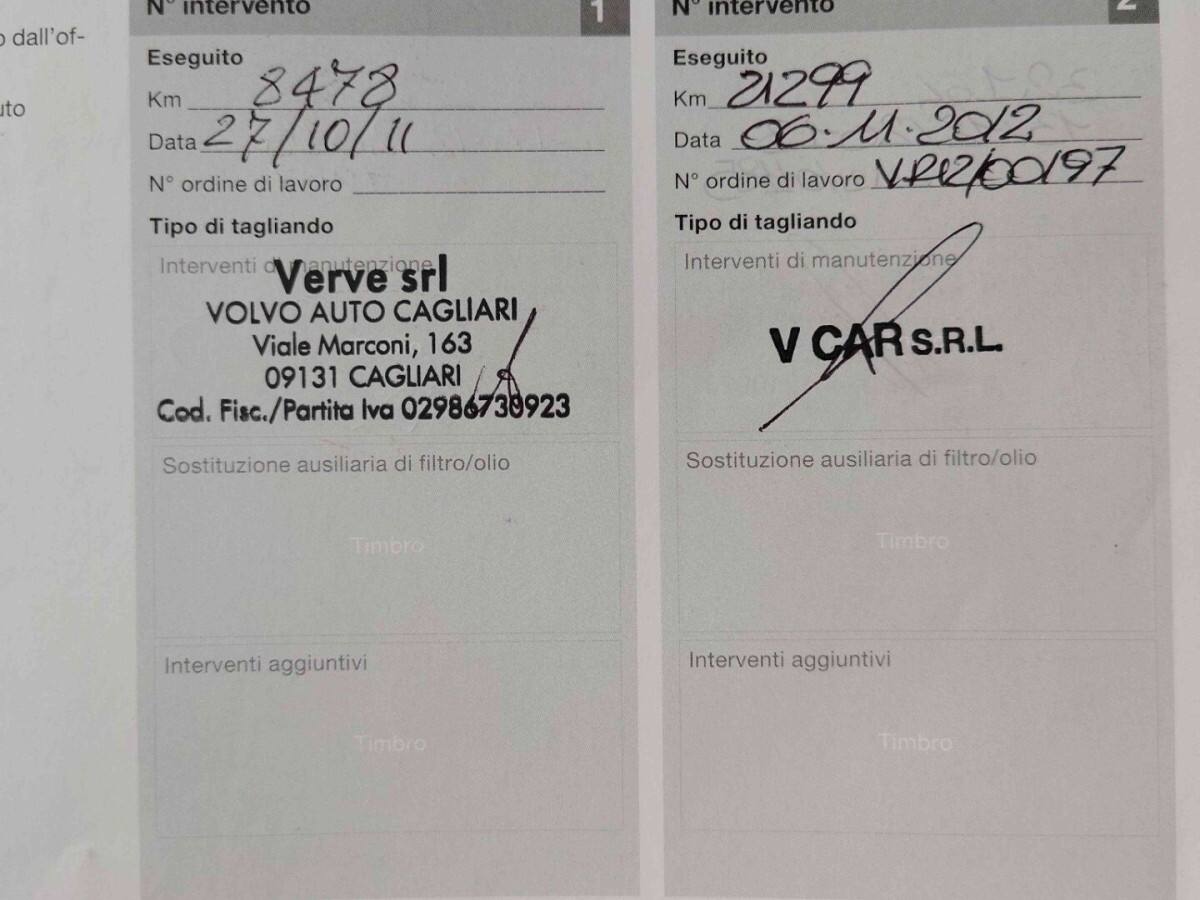 o dall'of-
uto
N° intervento 1
Eseguito
Km 8478
Data 27/10/11
N° ordine di lavoro
Tipo di tagliando
Interventi di manutenzione
Verve srl
VOLVO AUTO CAGLIARI
Viale Marconi, 163
09131 CAGLIARI
Cod. Fisc./Partita Iva 02986730923
Sostituzione ausiliaria di filtro/olio
Timbro
Interventi aggiuntivi
Timbro
N° intervento 2
Eseguito
Km 21299
Data 06.11.2012
N° ordine di lavoro VR12/00197
Tipo di tagliando
Interventi di manutenzione
V CAR S.R.L.
Sostituzione ausiliaria di filtro/olio
Timbro
Interventi aggiuntivi
Timbro